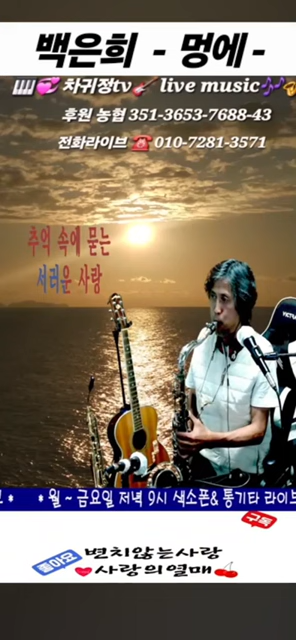 백은희 - 멍에 -
차귀정tv live music
후원 농협 351-3653-7688-43
전화라이브 ☎ 010-7281-3571
추억 속에 묻는
서러운 사랑
* *월~금요일 저녁 9시 색소폰&통기타 라이브
구독
좋아요 변치않는사랑
사랑의열매